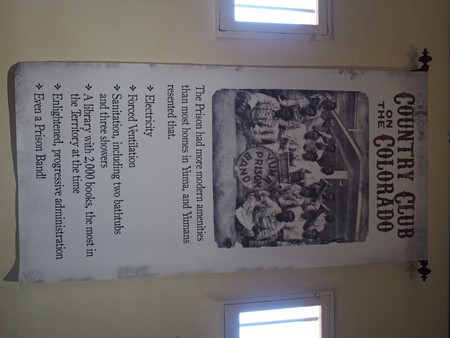 COUNTRY CLUB
ON THE
COLORADO
YUMA
PRISON
BAND
The Prison had more modern amenities
than most homes in Yuma, and Yumans
resented that.
❖ Electricity
❖ Forced Ventilation
❖ Sanitation, including two bathtubs
and three showers
❖ A library with 2,000 books, the most in
the Territory at the time
❖ Enlightened, progressive administration
❖ Even a Prison Band!